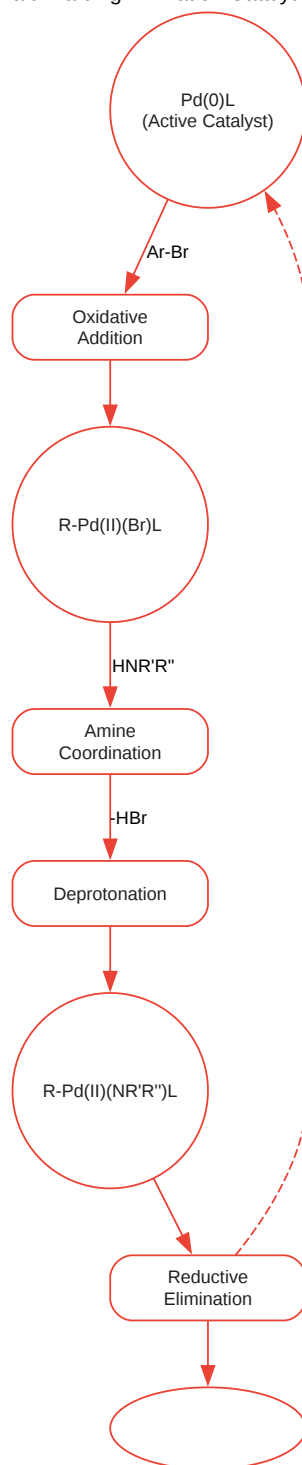 Pd(0)L
(Active Catalyst)
Ar-Br
Oxidative
Addition
R-Pd(II)(Br)L
HNR'R"
Amine
Coordination
-HBr
Deprotonation
R-Pd(II)(NR'R")L
Reductive
Elimination